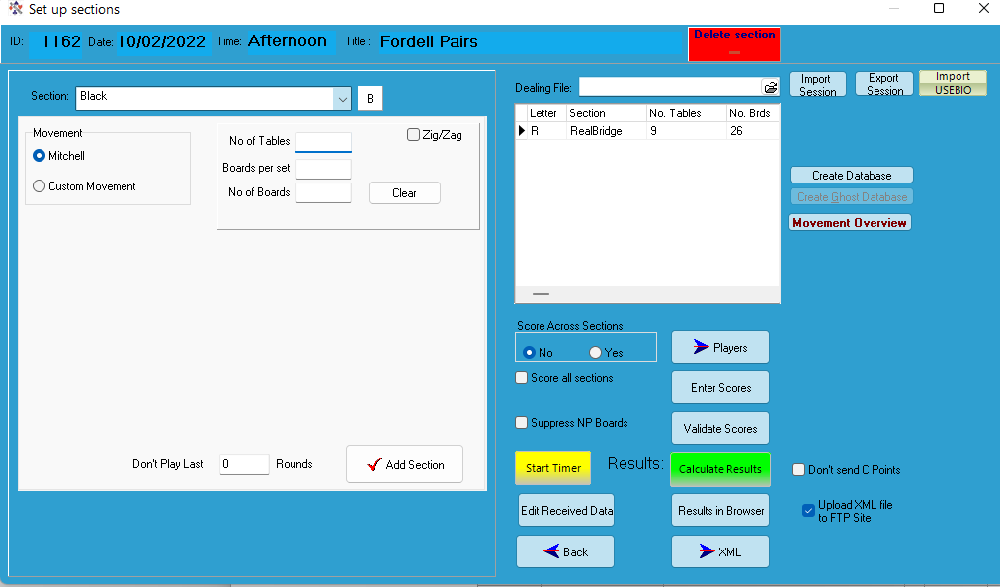 Set up sections
ID: 1162 Date: 10/02/2022 Time: Afternoon Title : Fordell Pairs
Delete section
Section: Black
B
Movement
Mitchell
Custom Movement
No of Tables
Zig/Zag
Boards per set
No of Boards
Clear
Don't Play Last 0 Rounds
Add Section
Dealing File:
Import
Session
Export
Session
Import
USEBIO
Letter Section No. Tables No. Brds
R RealBridge 9 26
Create Database
Create Ghost Database
Movement Overview
Score Across Sections
No Yes
Score all sections
Suppress NP Boards
Players
Enter Scores
Validate Scores
Start Timer
Results:
Calculate Results
Don't send C Points
Edit Received Data
Results in Browser
Upload XML file
to FTP Site
Back
XML